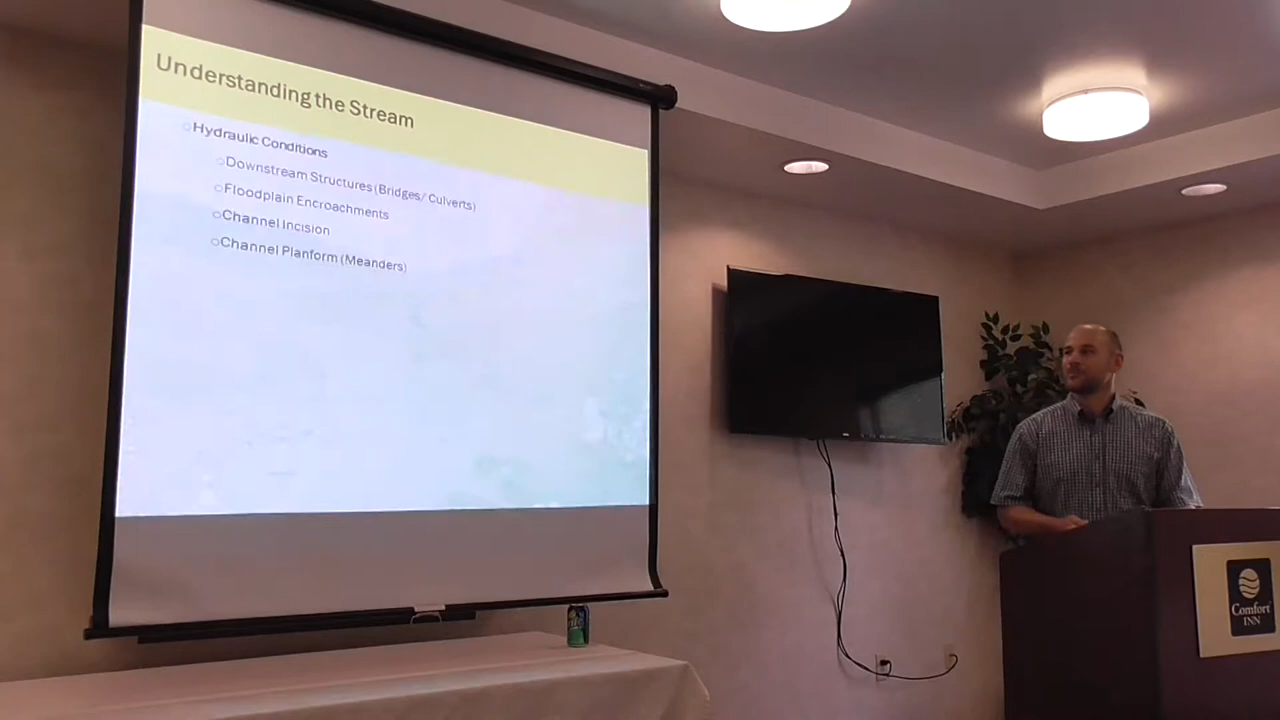 Understanding the Stream
Hydraulic Conditions
Downstream Structures (Bridges/ Culverts)
Floodplain Encroachments
Channel Incision
Channel Planform (Meanders)
Comfort
INN